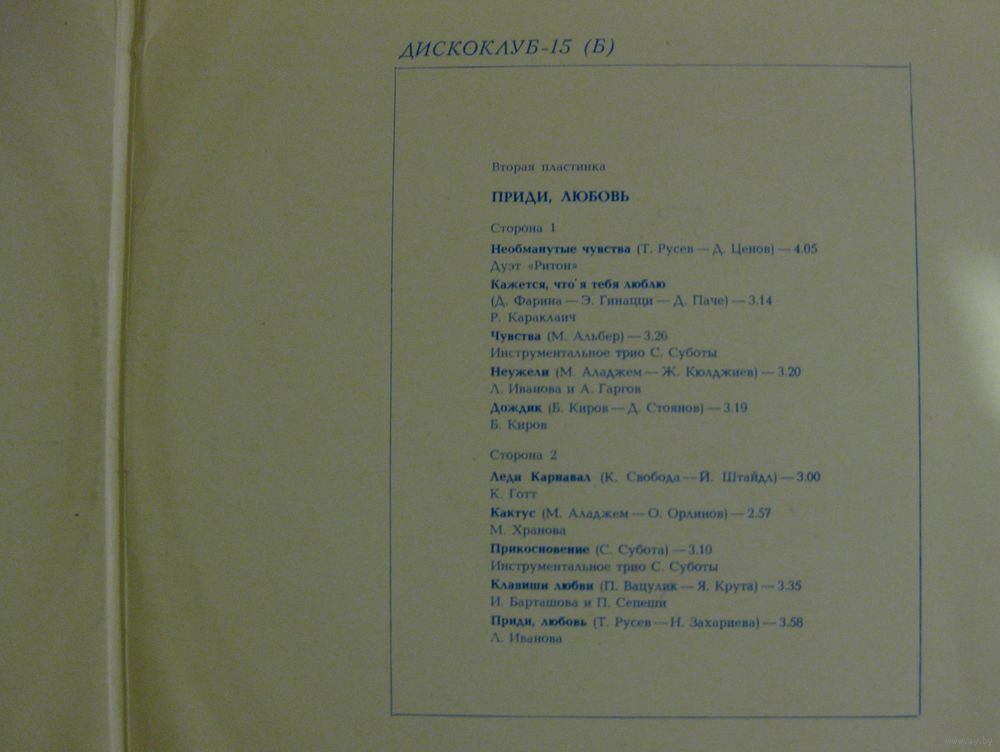 ДИСКОКЛУБ-15 (Б)
Вторая пластинка
ПРИДИ, ЛЮБОВЬ
Сторона 1
Необманутые чувства (Т. Русев — Д. Ценов) — 4.05
Дуэт «Ритон»
Кажется, что я тебя люблю
(Д. Фарина — Э. Гинацци — Д. Паче) — 3.14
Р. Караклаич
Чувства (М. Альбер) — 3.26
Инструментальное трио С. Суботы
Неужели (М. Аладжем — Ж. Кюлджиев) — 3.20
Л. Иванова и А. Гаргов
Дождик (Б. Киров — Д. Стоянов) — 3.19
Б. Киров
Сторона 2
Леди Карнавал (К. Свобода — Й. Штайдл) — 3.00
К. Готт
Кактус (М. Аладжем — О. Орлинов) — 2.57
М. Хранова
Прикосновение (С. Субота) — 3.10
Инструментальное трио С. Суботы
Клавиши любви (П. Вацулик — Я. Крута) — 3.35
И. Барташова и П. Сепеши
Приди, любовь (Т. Русев — Н. Захариева) — 3.58
Л. Иванова
www.ay.by